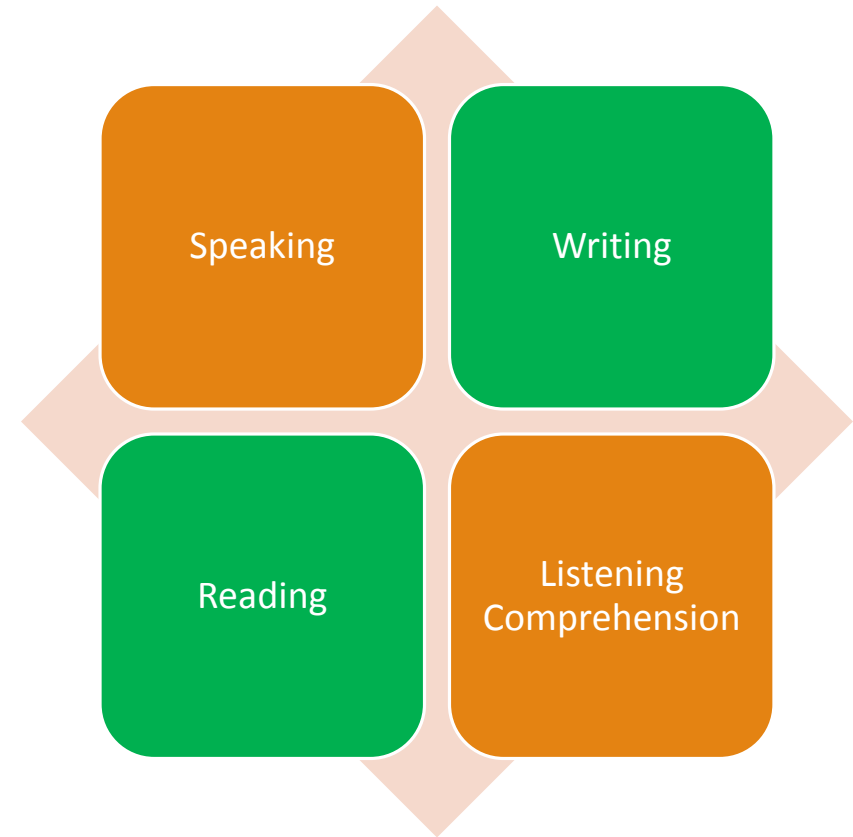 Speaking
Writing
Reading
Listening
Comprehension